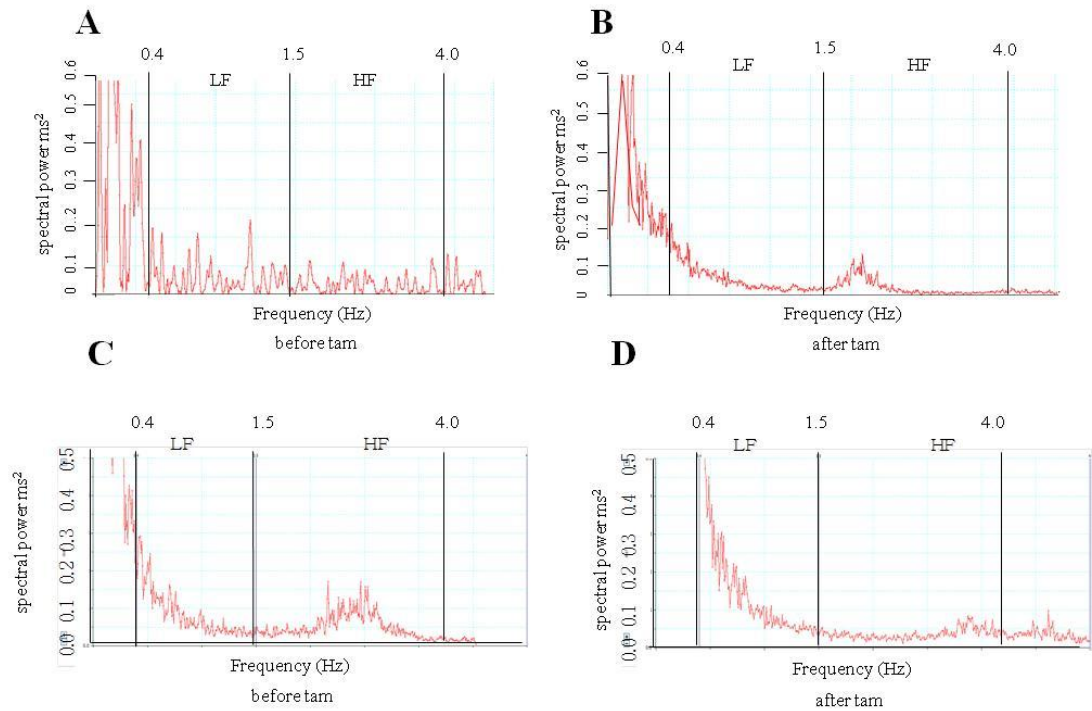 A
0.4 1.5 4.0
LF HF
0.6
0.5
0.4
0.3
0.2
0.1
0
spectral power ms²
Frequency (Hz)
before tam
B
0.4 1.5 4.0
LF HF
0.6
0.5
0.4
0.3
0.2
0.1
0
spectral power ms²
Frequency (Hz)
after tam
C
0.4 1.5 4.0
LF HF
0.5
0.4
0.3
0.2
0.1
0.0
spectral power ms²
Frequency (Hz)
before tam
D
0.4 1.5 4.0
LF HF
0.5
0.4
0.3
0.2
0.1
0.0
spectral power ms²
Frequency (Hz)
after tam